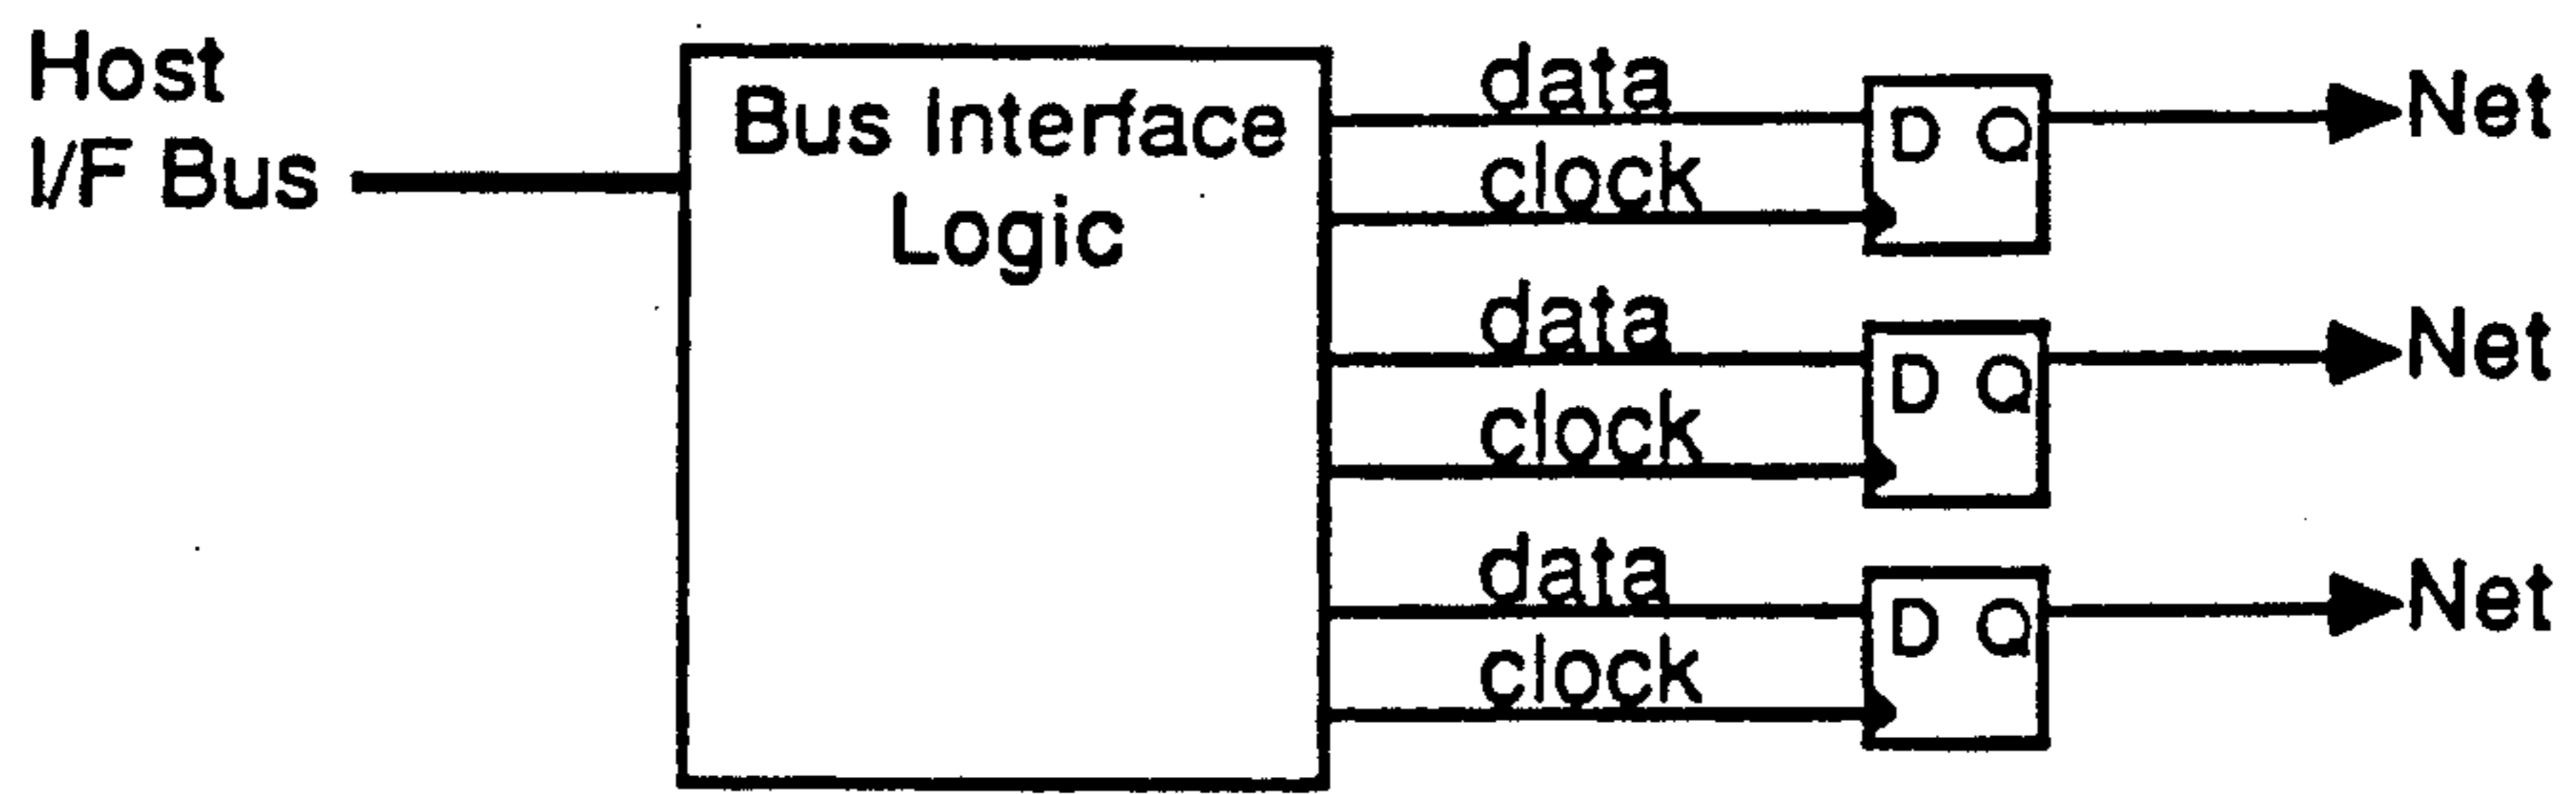 Host
I/F Bus
Bus Interface
Logic
data
clock
D Q
Net
data
clock
D Q
Net
data
clock
D Q
Net